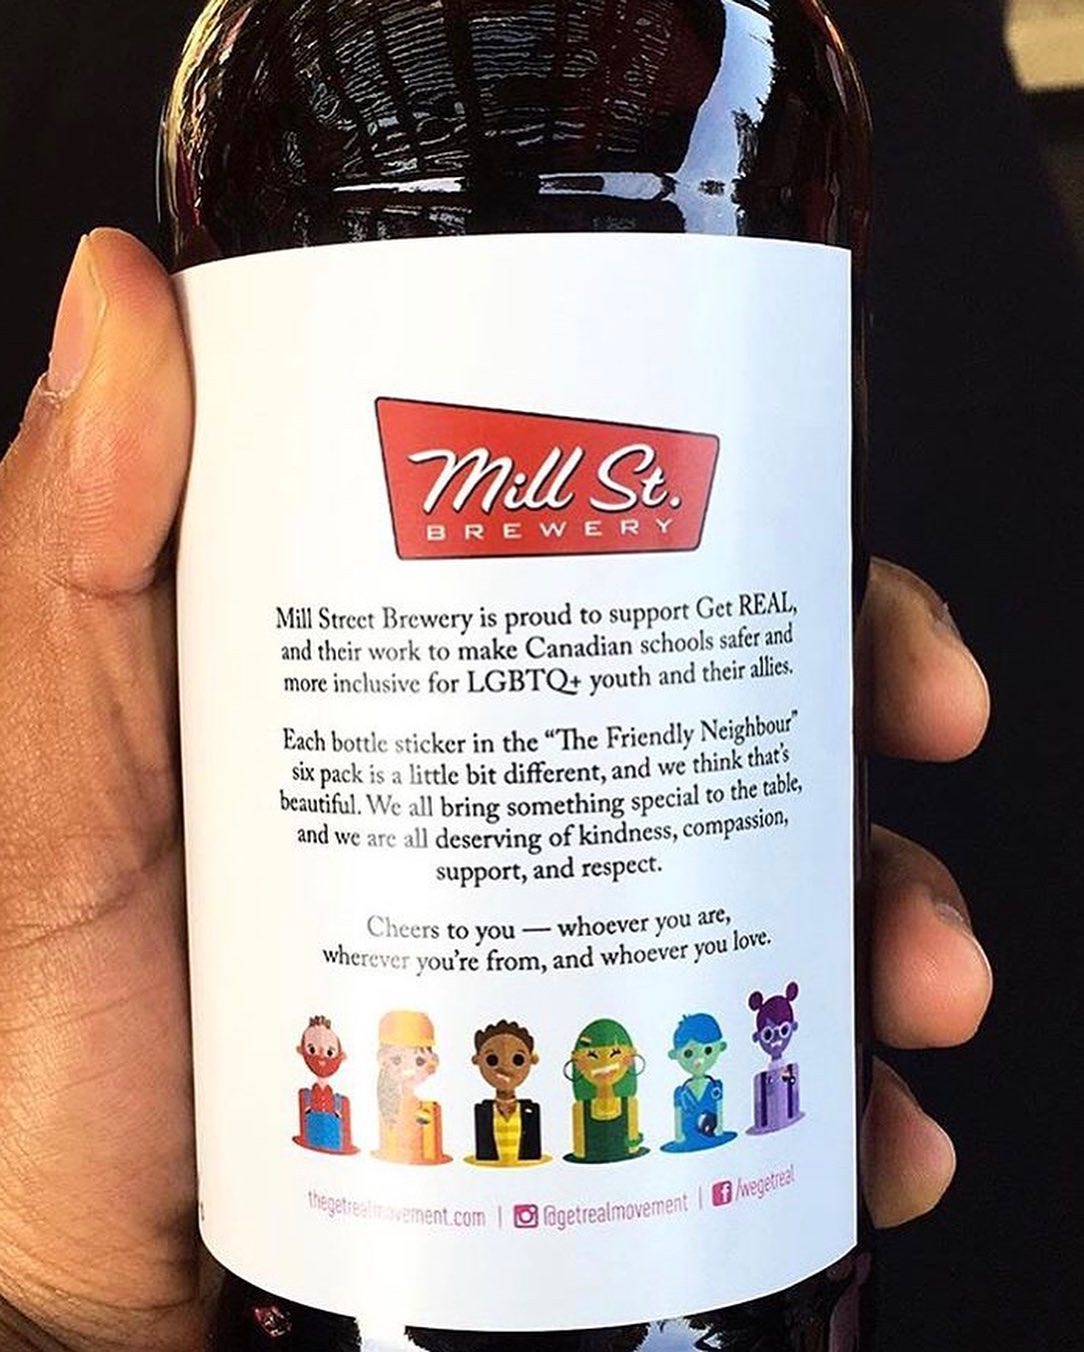 Mill St.
BREWERY
Mill Street Brewery is proud to support Get REAL,
and their work to make Canadian schools safer and
more inclusive for LGBTQ+ youth and their allies.
Each bottle sticker in the “The Friendly Neighbour”
six pack is a little bit different, and we think that's
beautiful. We all bring something special to the table,
and we are all deserving of kindness, compassion,
support, and respect.
Cheers to you — whoever you are,
wherever you're from, and whoever you love.
thegetrealmovement.com | @getrealmovement | f /wegetreal